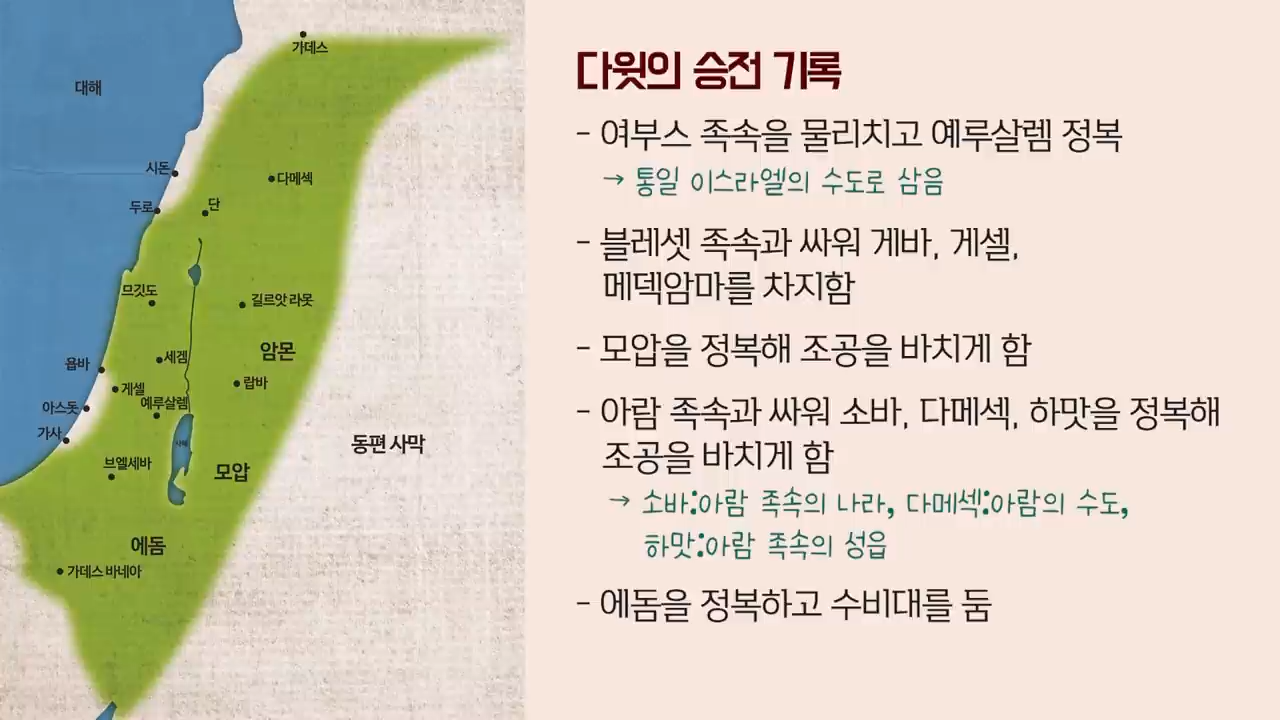 가데스
대해
시돈
다메섹
두로
단
므깃도
길르앗 라못
세겜
암몬
욥바
게셀
랍바
아스돗
예루살렘
가사
동편 사막
브엘세바
모압
에돔
가데스 바네아
다윗의 승전 기록
- 여부스 족속을 물리치고 예루살렘 정복
→ 통일 이스라엘의 수도로 삼음
- 블레셋 족속과 싸워 게바, 게셀,
메덱암마를 차지함
- 모압을 정복해 조공을 바치게 함
- 아람 족속과 싸워 소바, 다메섹, 하맛을 정복해
조공을 바치게 함
→ 소바:아람 족속의 나라, 다메섹:아람의 수도,
하맛:아람 족속의 성읍
- 에돔을 정복하고 수비대를 둠